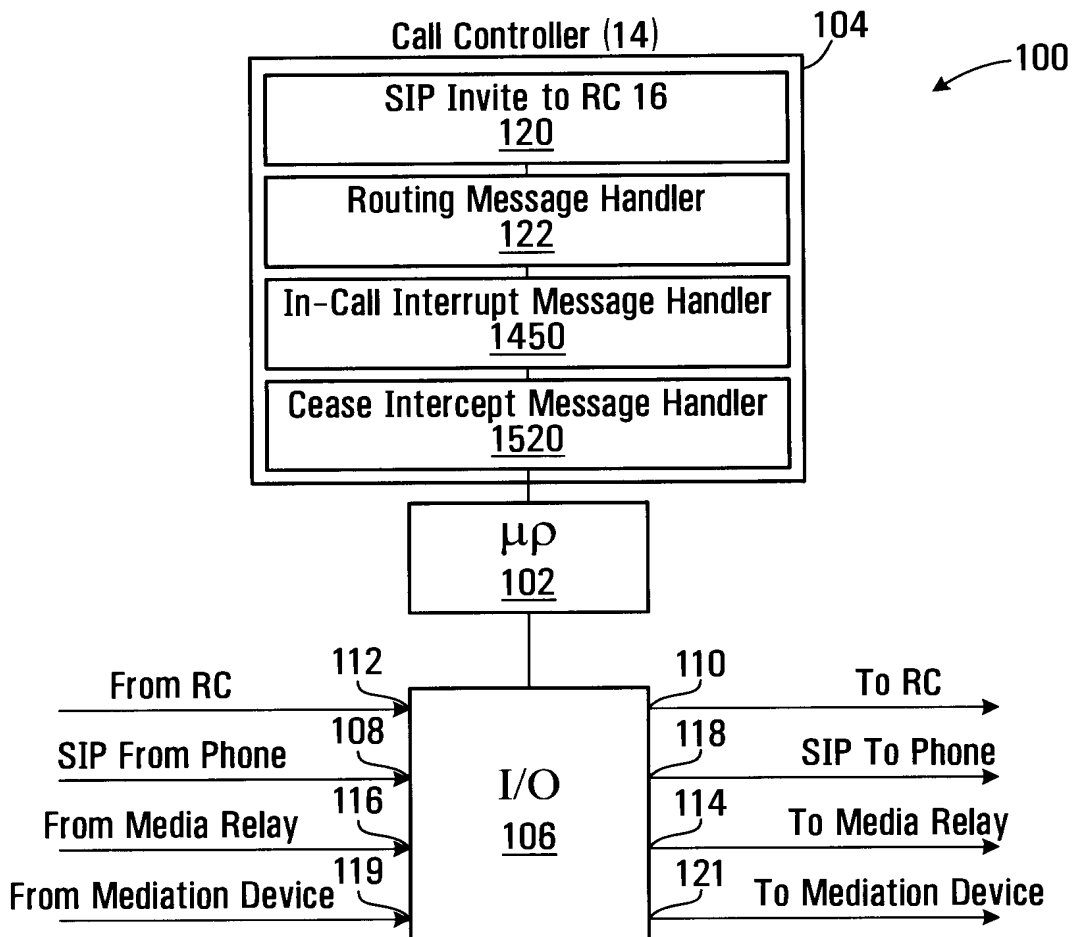 Call Controller (14)
104
100
SIP Invite to RC 16
120
Routing Message Handler
122
In-Call Interrupt Message Handler
1450
Cease Intercept Message Handler
1520
μρ
102
112
110
From RC
To RC
108
118
SIP From Phone
SIP To Phone
I/O
116
114
From Media Relay
To Media Relay
106
119
121
From Mediation Device
To Mediation Device